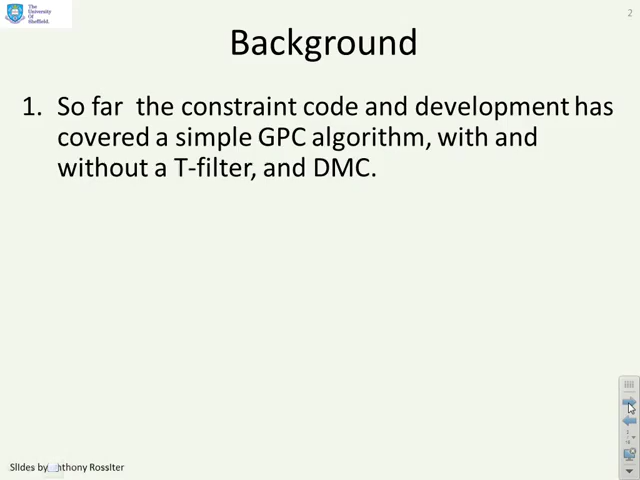 The
University
Of
Sheffield.
2
Background
1. So far the constraint code and development has
covered a simple GPC algorithm, with and
without a T-filter, and DMC.
Slides by Anthony Rossiter